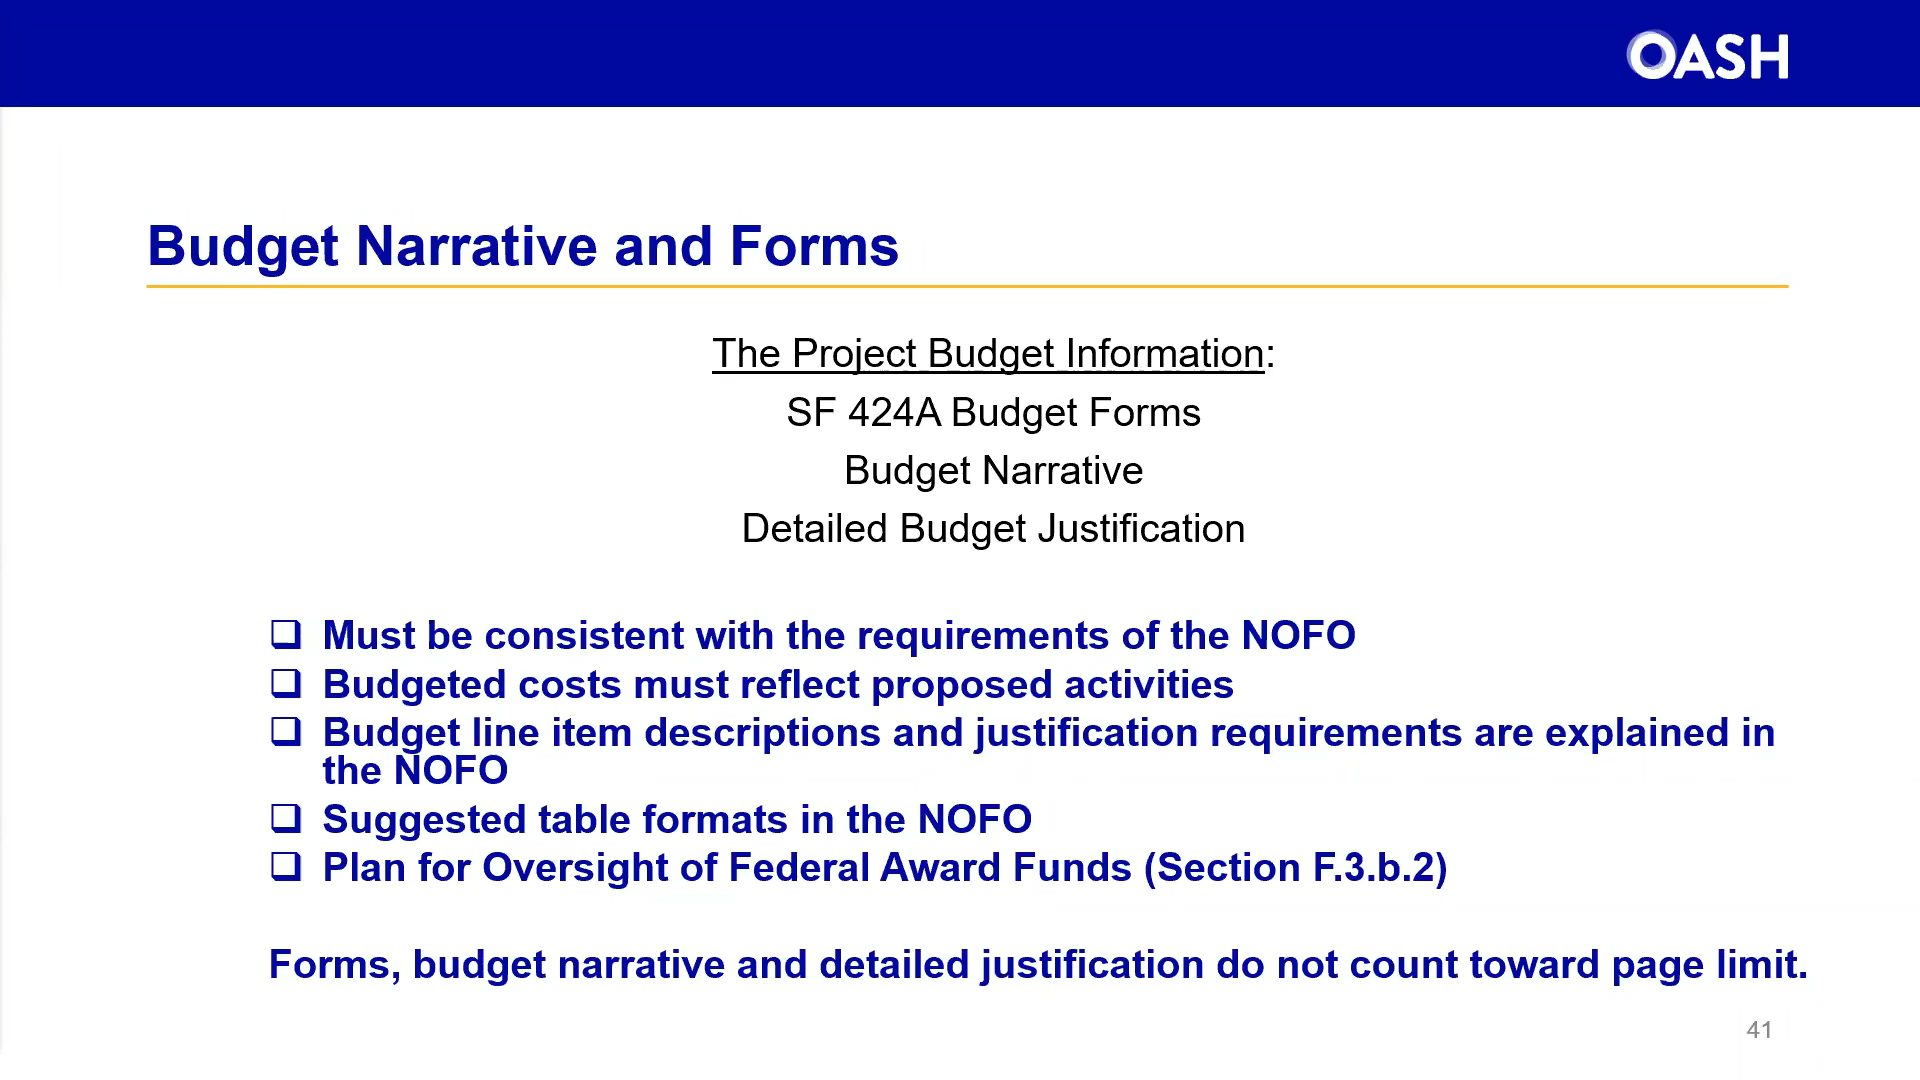 OASH
Budget Narrative and Forms
The Project Budget Information:
SF 424A Budget Forms
Budget Narrative
Detailed Budget Justification
❑ Must be consistent with the requirements of the NOFO
❑ Budgeted costs must reflect proposed activities
❑ Budget line item descriptions and justification requirements are explained in
the NOFO
❑ Suggested table formats in the NOFO
❑ Plan for Oversight of Federal Award Funds (Section F.3.b.2)
Forms, budget narrative and detailed justification do not count toward page limit.
41